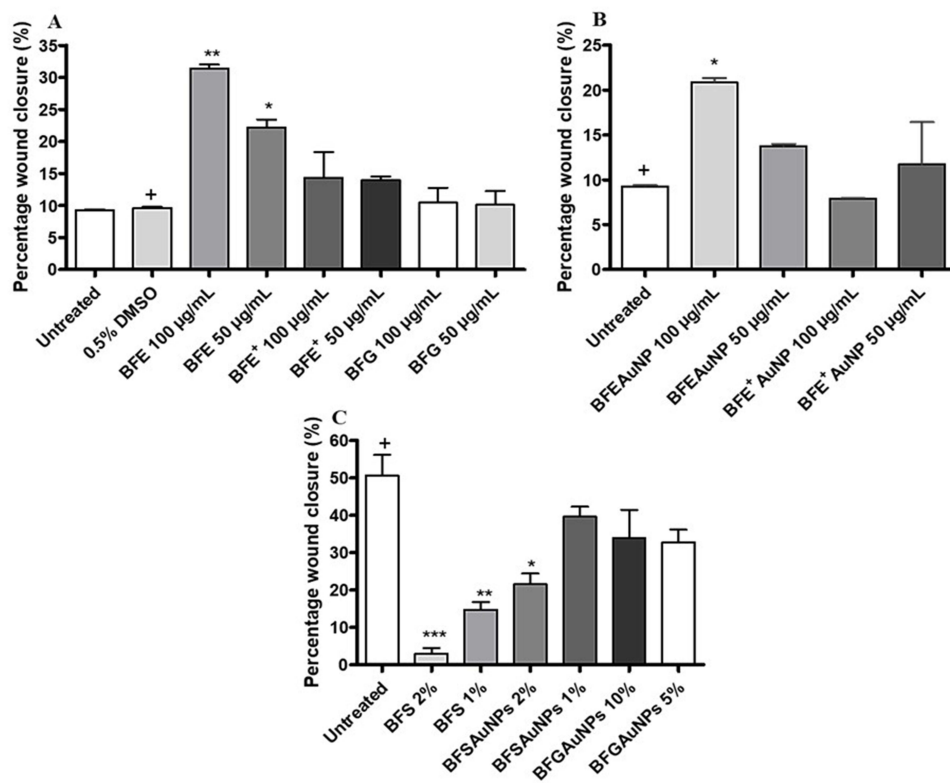 A
Percentage wound closure (%)
35
30
25
20
15
10
5
0
+
**
*
Untreated
0.5% DMSO
BFE 100 µg/mL
BFE 50 µg/mL
BFE+ 100 µg/mL
BFE+ 50 µg/mL
BFG 100 µg/mL
BFG 50 µg/mL
B
Percentage wound closure (%)
25
20
15
10
5
0
+
*
Untreated
BFEAuNP 100 µg/mL
BFEAuNP 50 µg/mL
BFE+ AuNP 100 µg/mL
BFE+ AuNP 50 µg/mL
C
Percentage wound closure (%)
60
50
40
30
20
10
0
+
***
**
*
Untreated
BFS 2%
BFS 1%
BFSAuNPs 2%
BFSAuNPs 1%
BFGAuNPs 10%
BFGAuNPs 5%